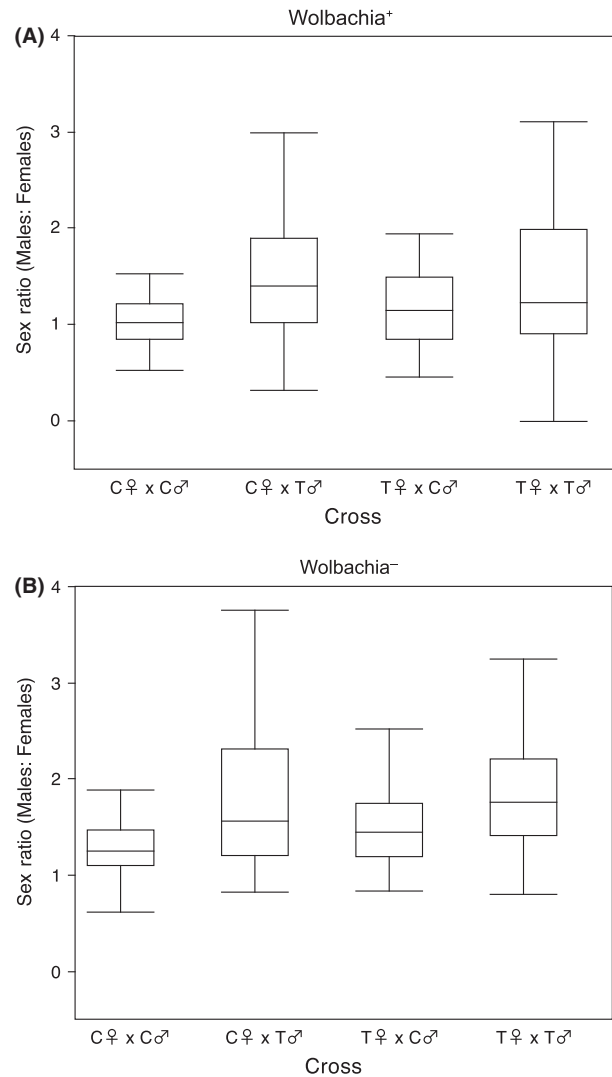 Wolbachia⁺
(A)
4
3
2
1
0
Sex ratio (Males: Females)
C♀ x C♂ C♀ x T♂ T♀ x C♂ T♀ x T♂
Cross
Wolbachia⁻
(B)
4
3
2
1
0
Sex ratio (Males: Females)
C♀ x C♂ C♀ x T♂ T♀ x C♂ T♀ x T♂
Cross